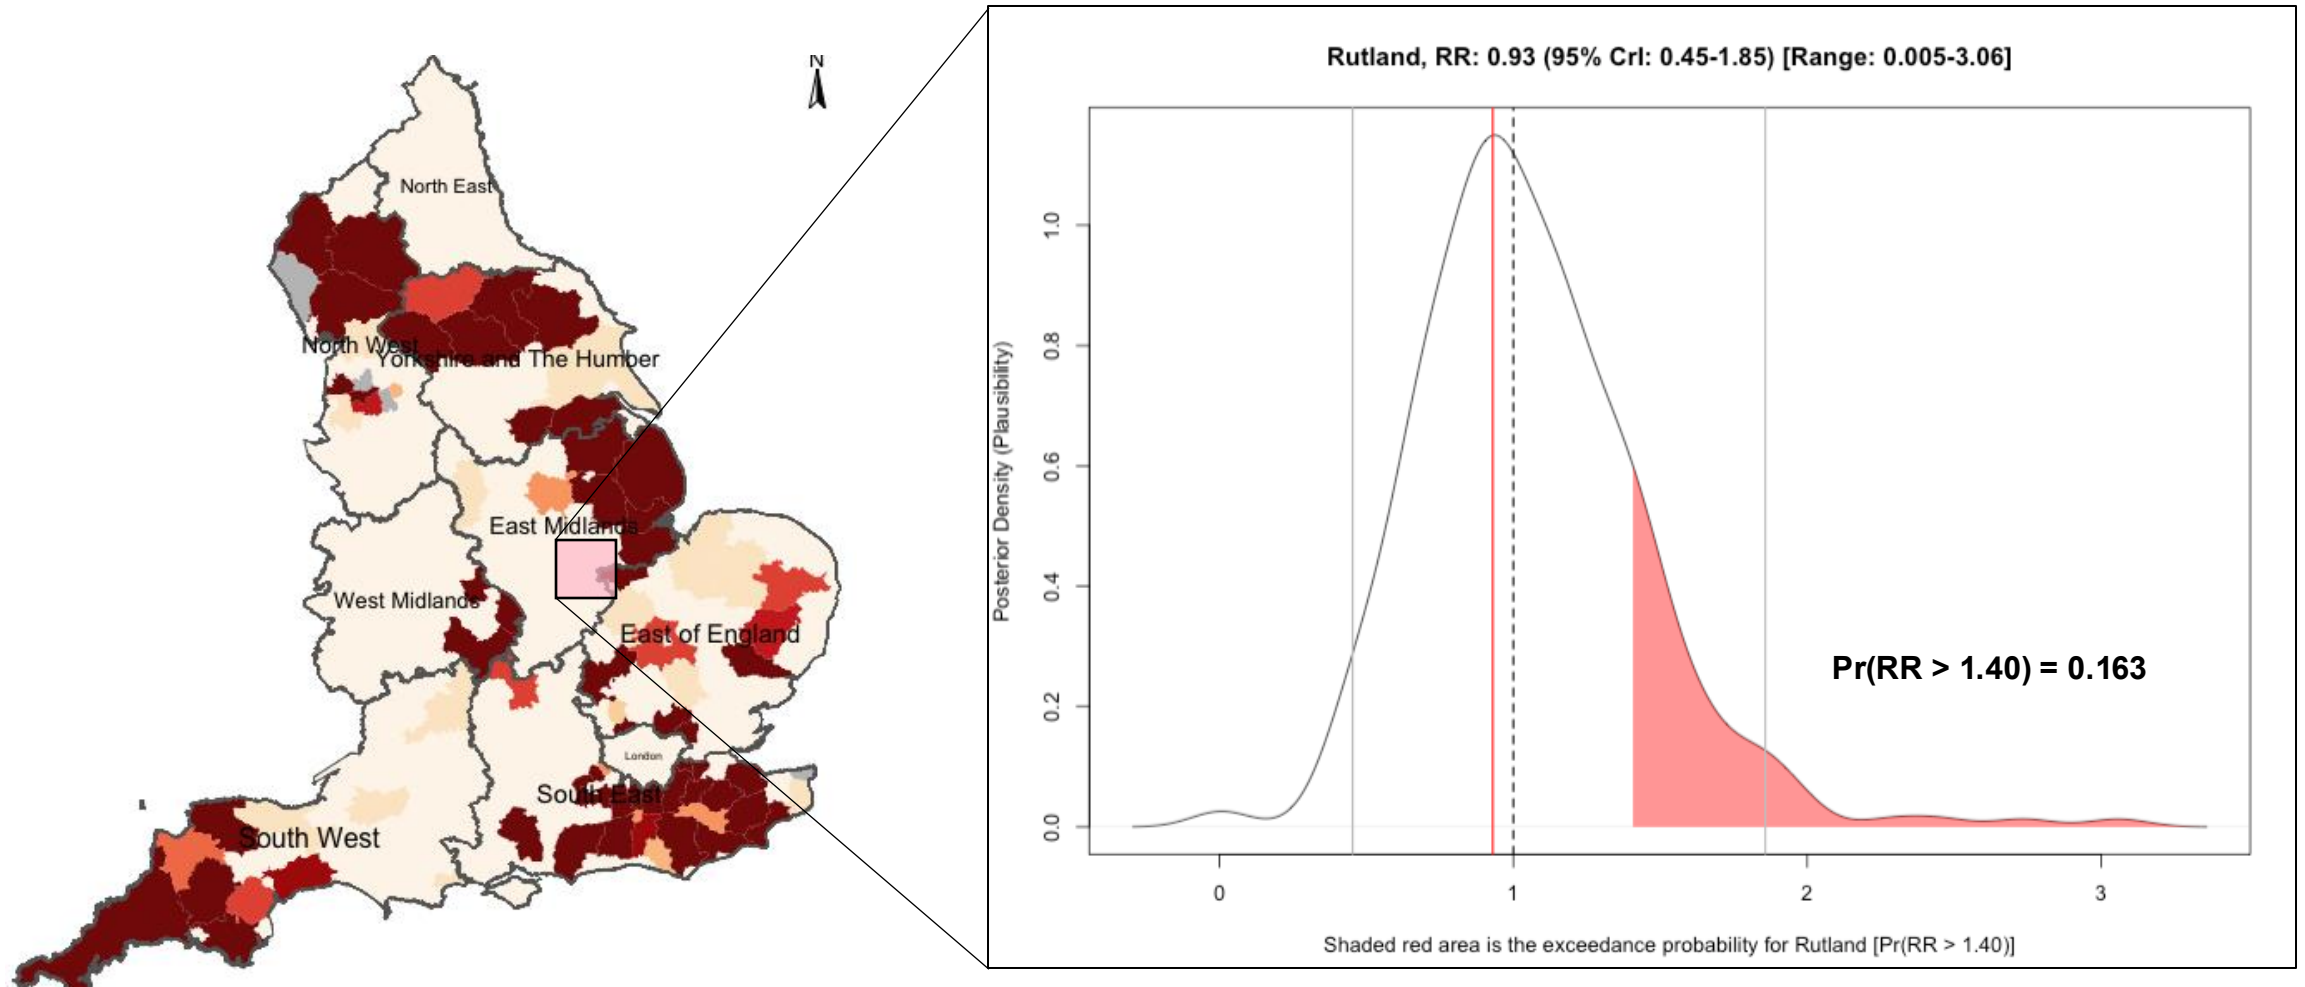 N
North East
North West
Yorkshire and The Humber
East Midlands
West Midlands
East of England
London
South East
South West
Rutland, RR: 0.93 (95% CrI: 0.45-1.85) [Range: 0.005-3.06]
Posterior Density (Plausibility)
1.0
0.8
0.6
0.4
0.2
0.0
Pr(RR > 1.40) = 0.163
0 1 2 3
Shaded red area is the exceedance probability for Rutland [Pr(RR > 1.40)]